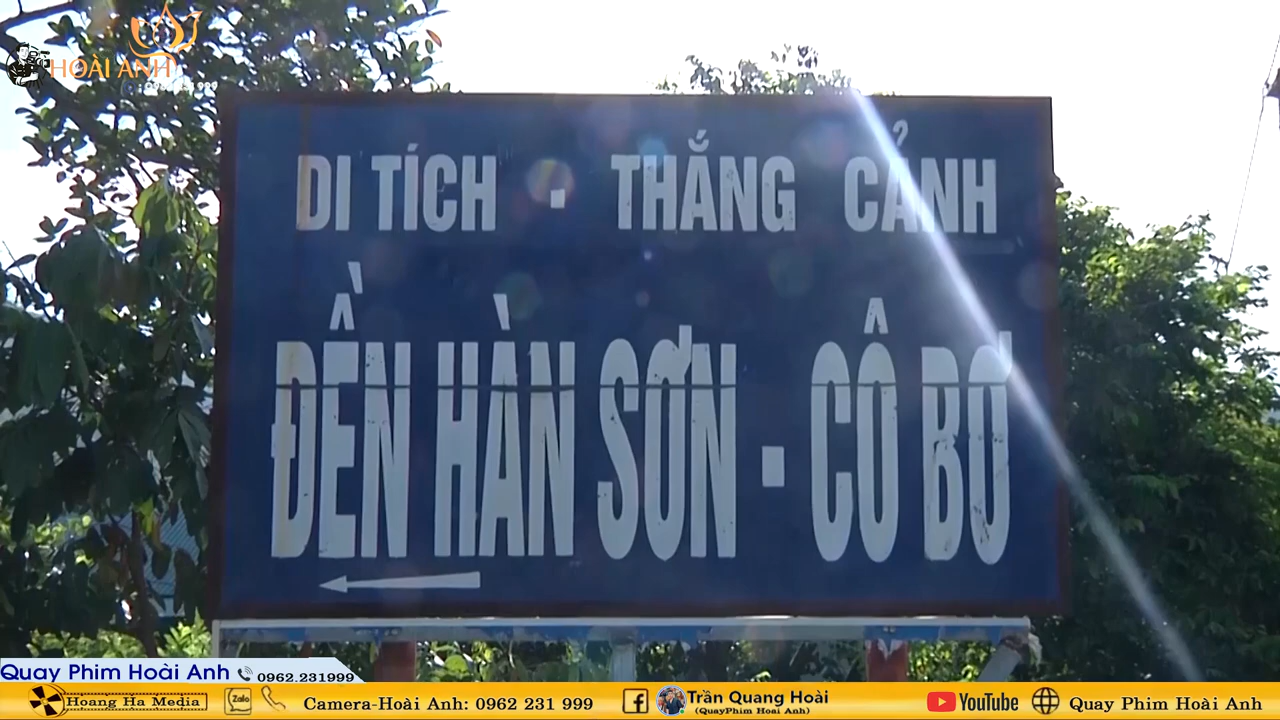 HOÀI ANH
DI TÍCH - THẮNG CẢNH
ĐỀN HÀN SƠN - CÔ BƠ
Quay Phim Hoài Anh 0962.231999
Hoang Ha Media
Zalo
Camera-Hoài Anh: 0962 231 999
Trần Quang Hoài
(QuayPhim Hoai Anh)
YouTube
Quay Phim Hoài Anh